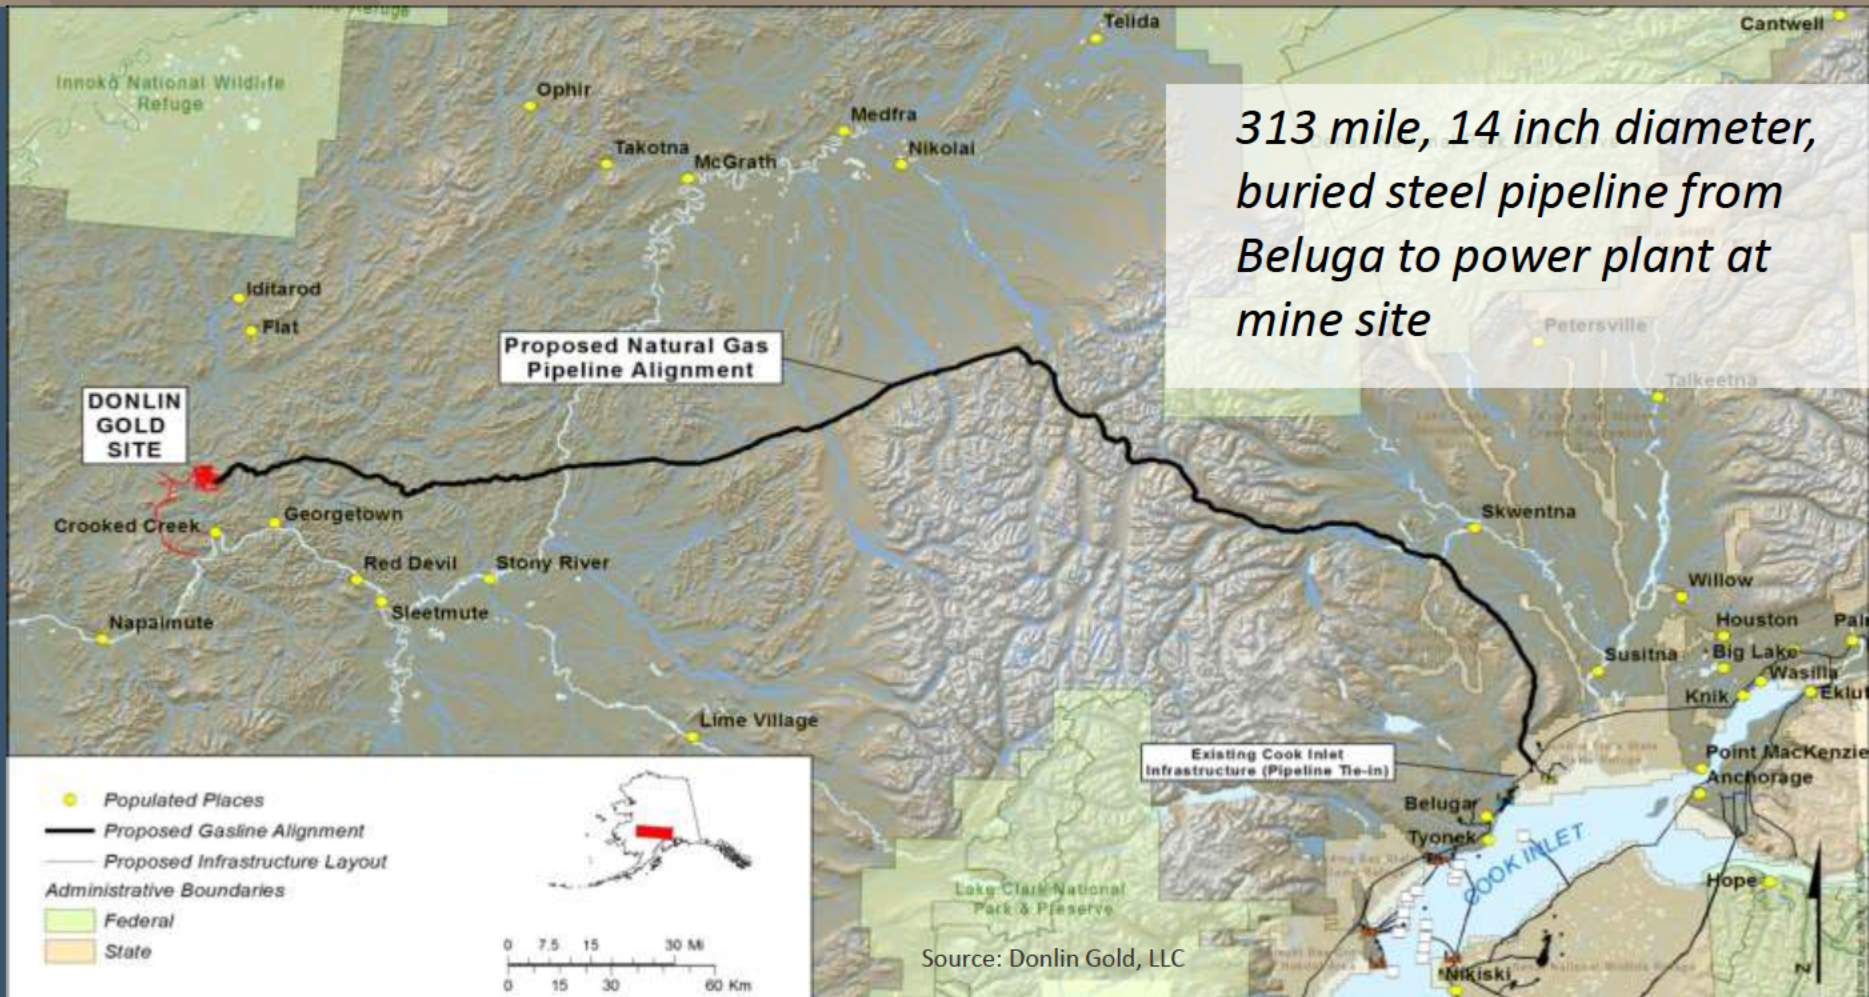 Telida
Cantwell
Innoko National Wildlife
Refuge
Ophir
Medfra
Takotna
McGrath
Nikolai
313 mile, 14 inch diameter,
buried steel pipeline from
Beluga to power plant at
mine site
Iditarod
Flat
Petersville
Talkeetna
Proposed Natural Gas
Pipeline Alignment
DONLIN
GOLD
SITE
Crooked Creek
Georgetown
Skwentna
Red Devil
Stony River
Willow
Napaimute
Sleetmute
Houston
Susitna
Big Lake
Wasilla
Knik
Eklut
Lime Village
Existing Cook Inlet
Infrastructure (Pipeline Tie-in)
Point MacKenzie
Anchorage
Beluga
Tyonek
COOK INLET
Hope
Lake Clark National
Park & Preserve
Nikiski
Populated Places
Proposed Gasline Alignment
Proposed Infrastructure Layout
Administrative Boundaries
Federal
State
0 7.5 15 30 Mi
0 15 30 60 Km
Source: Donlin Gold, LLC
N